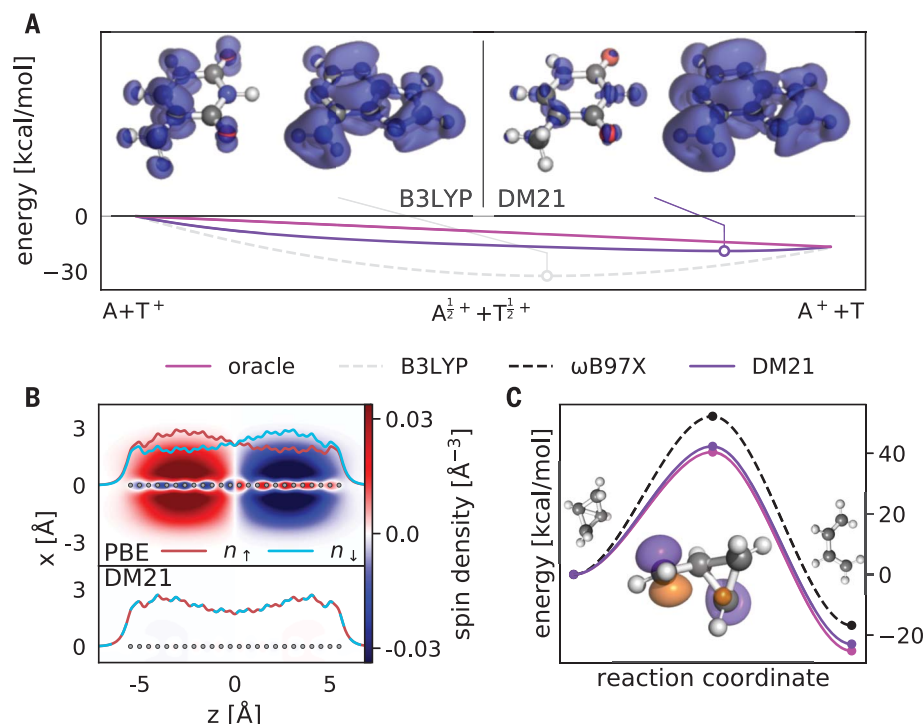 A
energy [kcal/mol]
0
−30
B3LYP DM21
A+T⁺ A^½⁺+T^½⁺ A⁺+T
oracle B3LYP ωB97X DM21
B
x [Å]
3
0
-3
PBE n↑ n↓
DM21
3
0
-5 0 5
z [Å]
0.03
0.0
-0.03
spin density [Å⁻³]
C
energy [kcal/mol]
40
20
0
−20
reaction coordinate